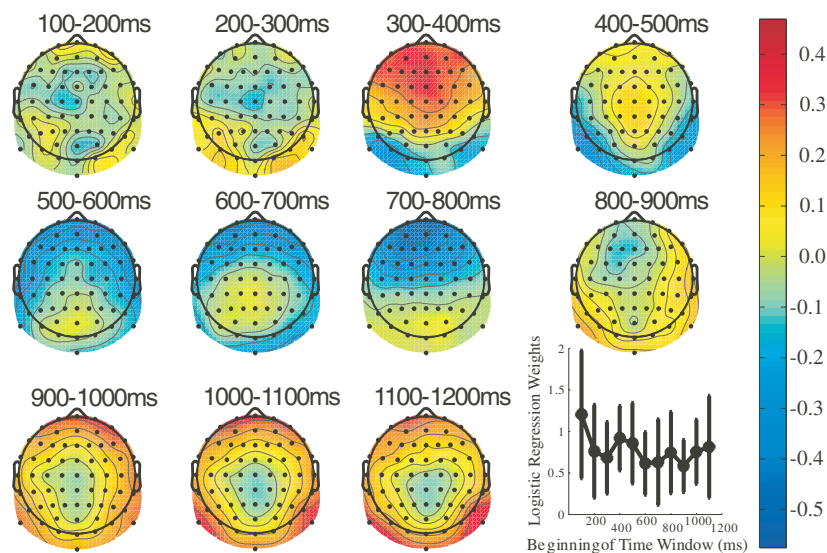 100-200ms 200-300ms 300-400ms 400-500ms
500-600ms 600-700ms 700-800ms 800-900ms
900-1000ms 1000-1100ms 1100-1200ms
0.4
0.3
0.2
0.1
0.0
-0.1
-0.2
-0.3
-0.4
-0.5
Logistic Regression Weights
2
1.5
1
0.5
0
200 400 600 800 1000 1200
Beginning of Time Window (ms)